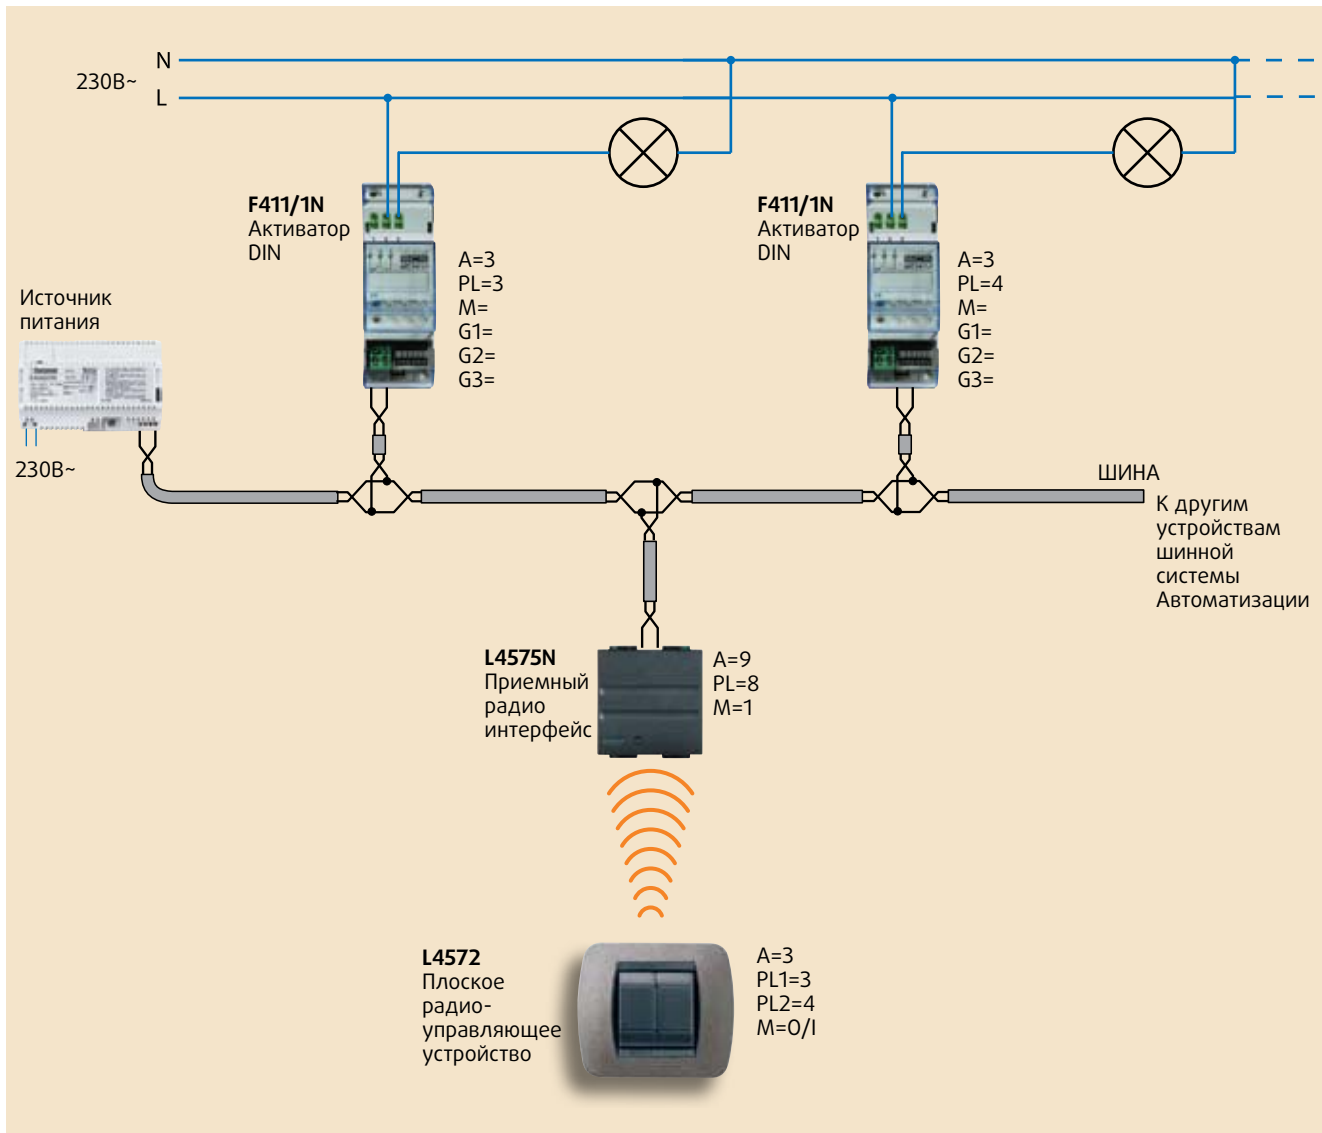 N
230В~
L
F411/1N
Активатор
DIN
A=3
PL=3
M=
G1=
G2=
G3=
F411/1N
Активатор
DIN
A=3
PL=4
M=
G1=
G2=
G3=
Источник
питания
230В~
ШИНА
К другим
устройствам
шинной
системы
Автоматизации
L4575N
Приемный
радио
интерфейс
A=9
PL=8
M=1
L4572
Плоское
радио-
управляющее
устройство
A=3
PL1=3
PL2=4
M=O/I